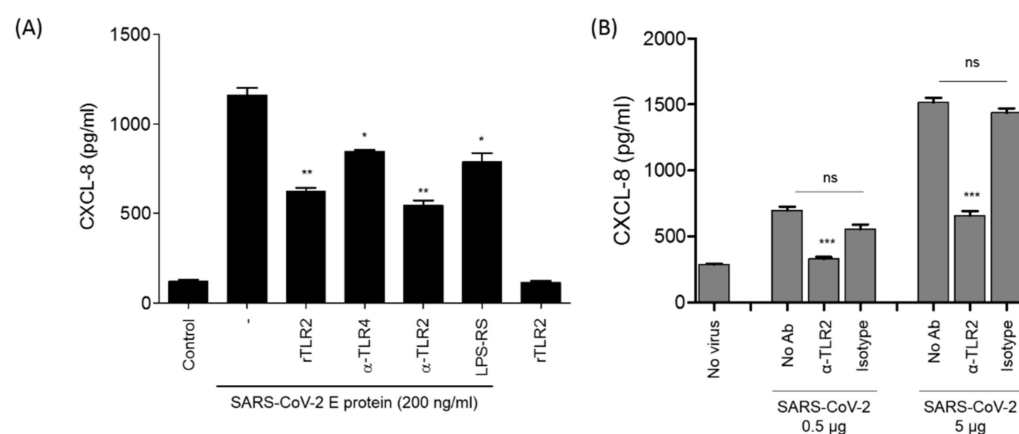 (A)
CXCL-8 (pg/ml)
1500
1000
500
0
**
*
**
*
Control
-
rTLR2
α-TLR4
α-TLR2
LPS-RS
rTLR2
SARS-CoV-2 E protein (200 ng/ml)
(B)
CXCL-8 (pg/ml)
2000
1500
1000
500
0
ns
***
ns
***
No virus
No Ab
α-TLR2
Isotype
No Ab
α-TLR2
Isotype
SARS-CoV-2
0.5 µg
SARS-CoV-2
5 µg